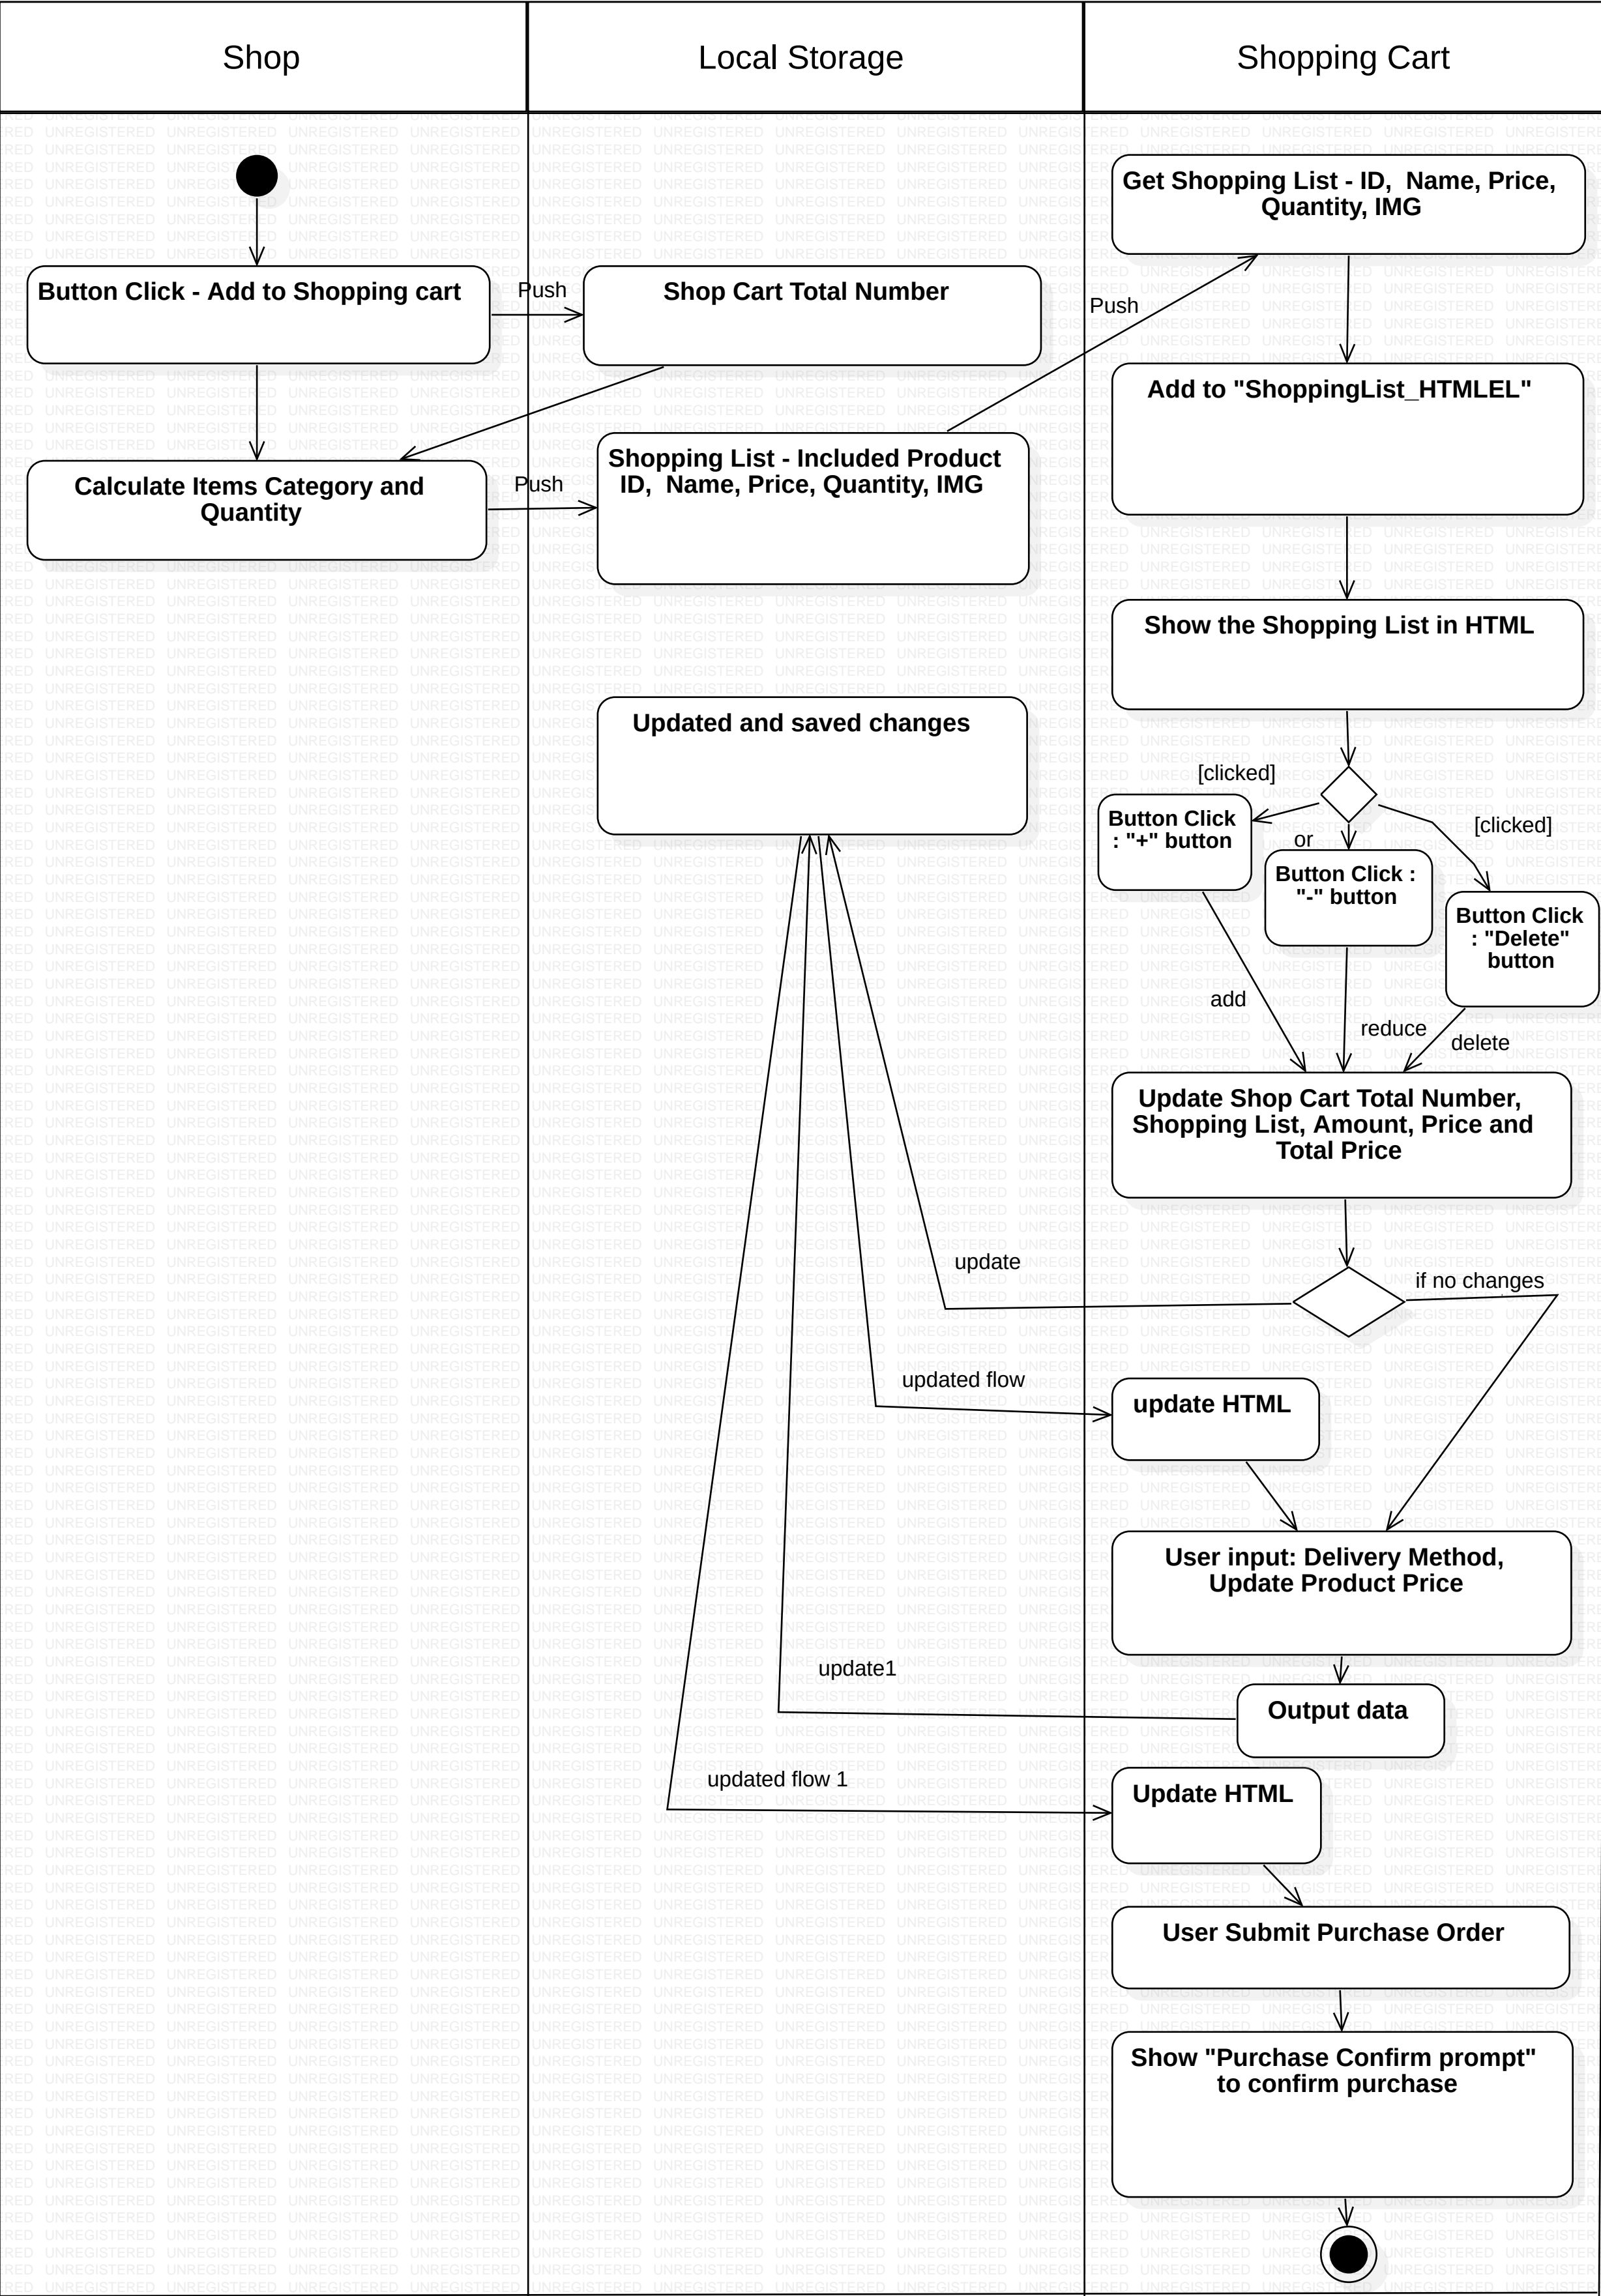 Shop
Local Storage
Shopping Cart
Get Shopping List - ID,  Name, Price,
Quantity, IMG
Button Click - Add to Shopping cart
Push
Shop Cart Total Number
Push
Add to "ShoppingList_HTMLEL"
Calculate Items Category and
Quantity
Push
Shopping List - Included Product
ID,  Name, Price, Quantity, IMG
Show the Shopping List in HTML
Updated and saved changes
[clicked]
Button Click
: "+" button
or
[clicked]
Button Click :
"-" button
Button Click
: "Delete"
button
add
reduce
delete
Update Shop Cart Total Number,
Shopping List, Amount, Price and
Total Price
update
if no changes
updated flow
update HTML
User input: Delivery Method,
Update Product Price
update1
Output data
updated flow 1
Update HTML
User Submit Purchase Order
Show "Purchase Confirm prompt"
to confirm purchase
UNREGISTERED